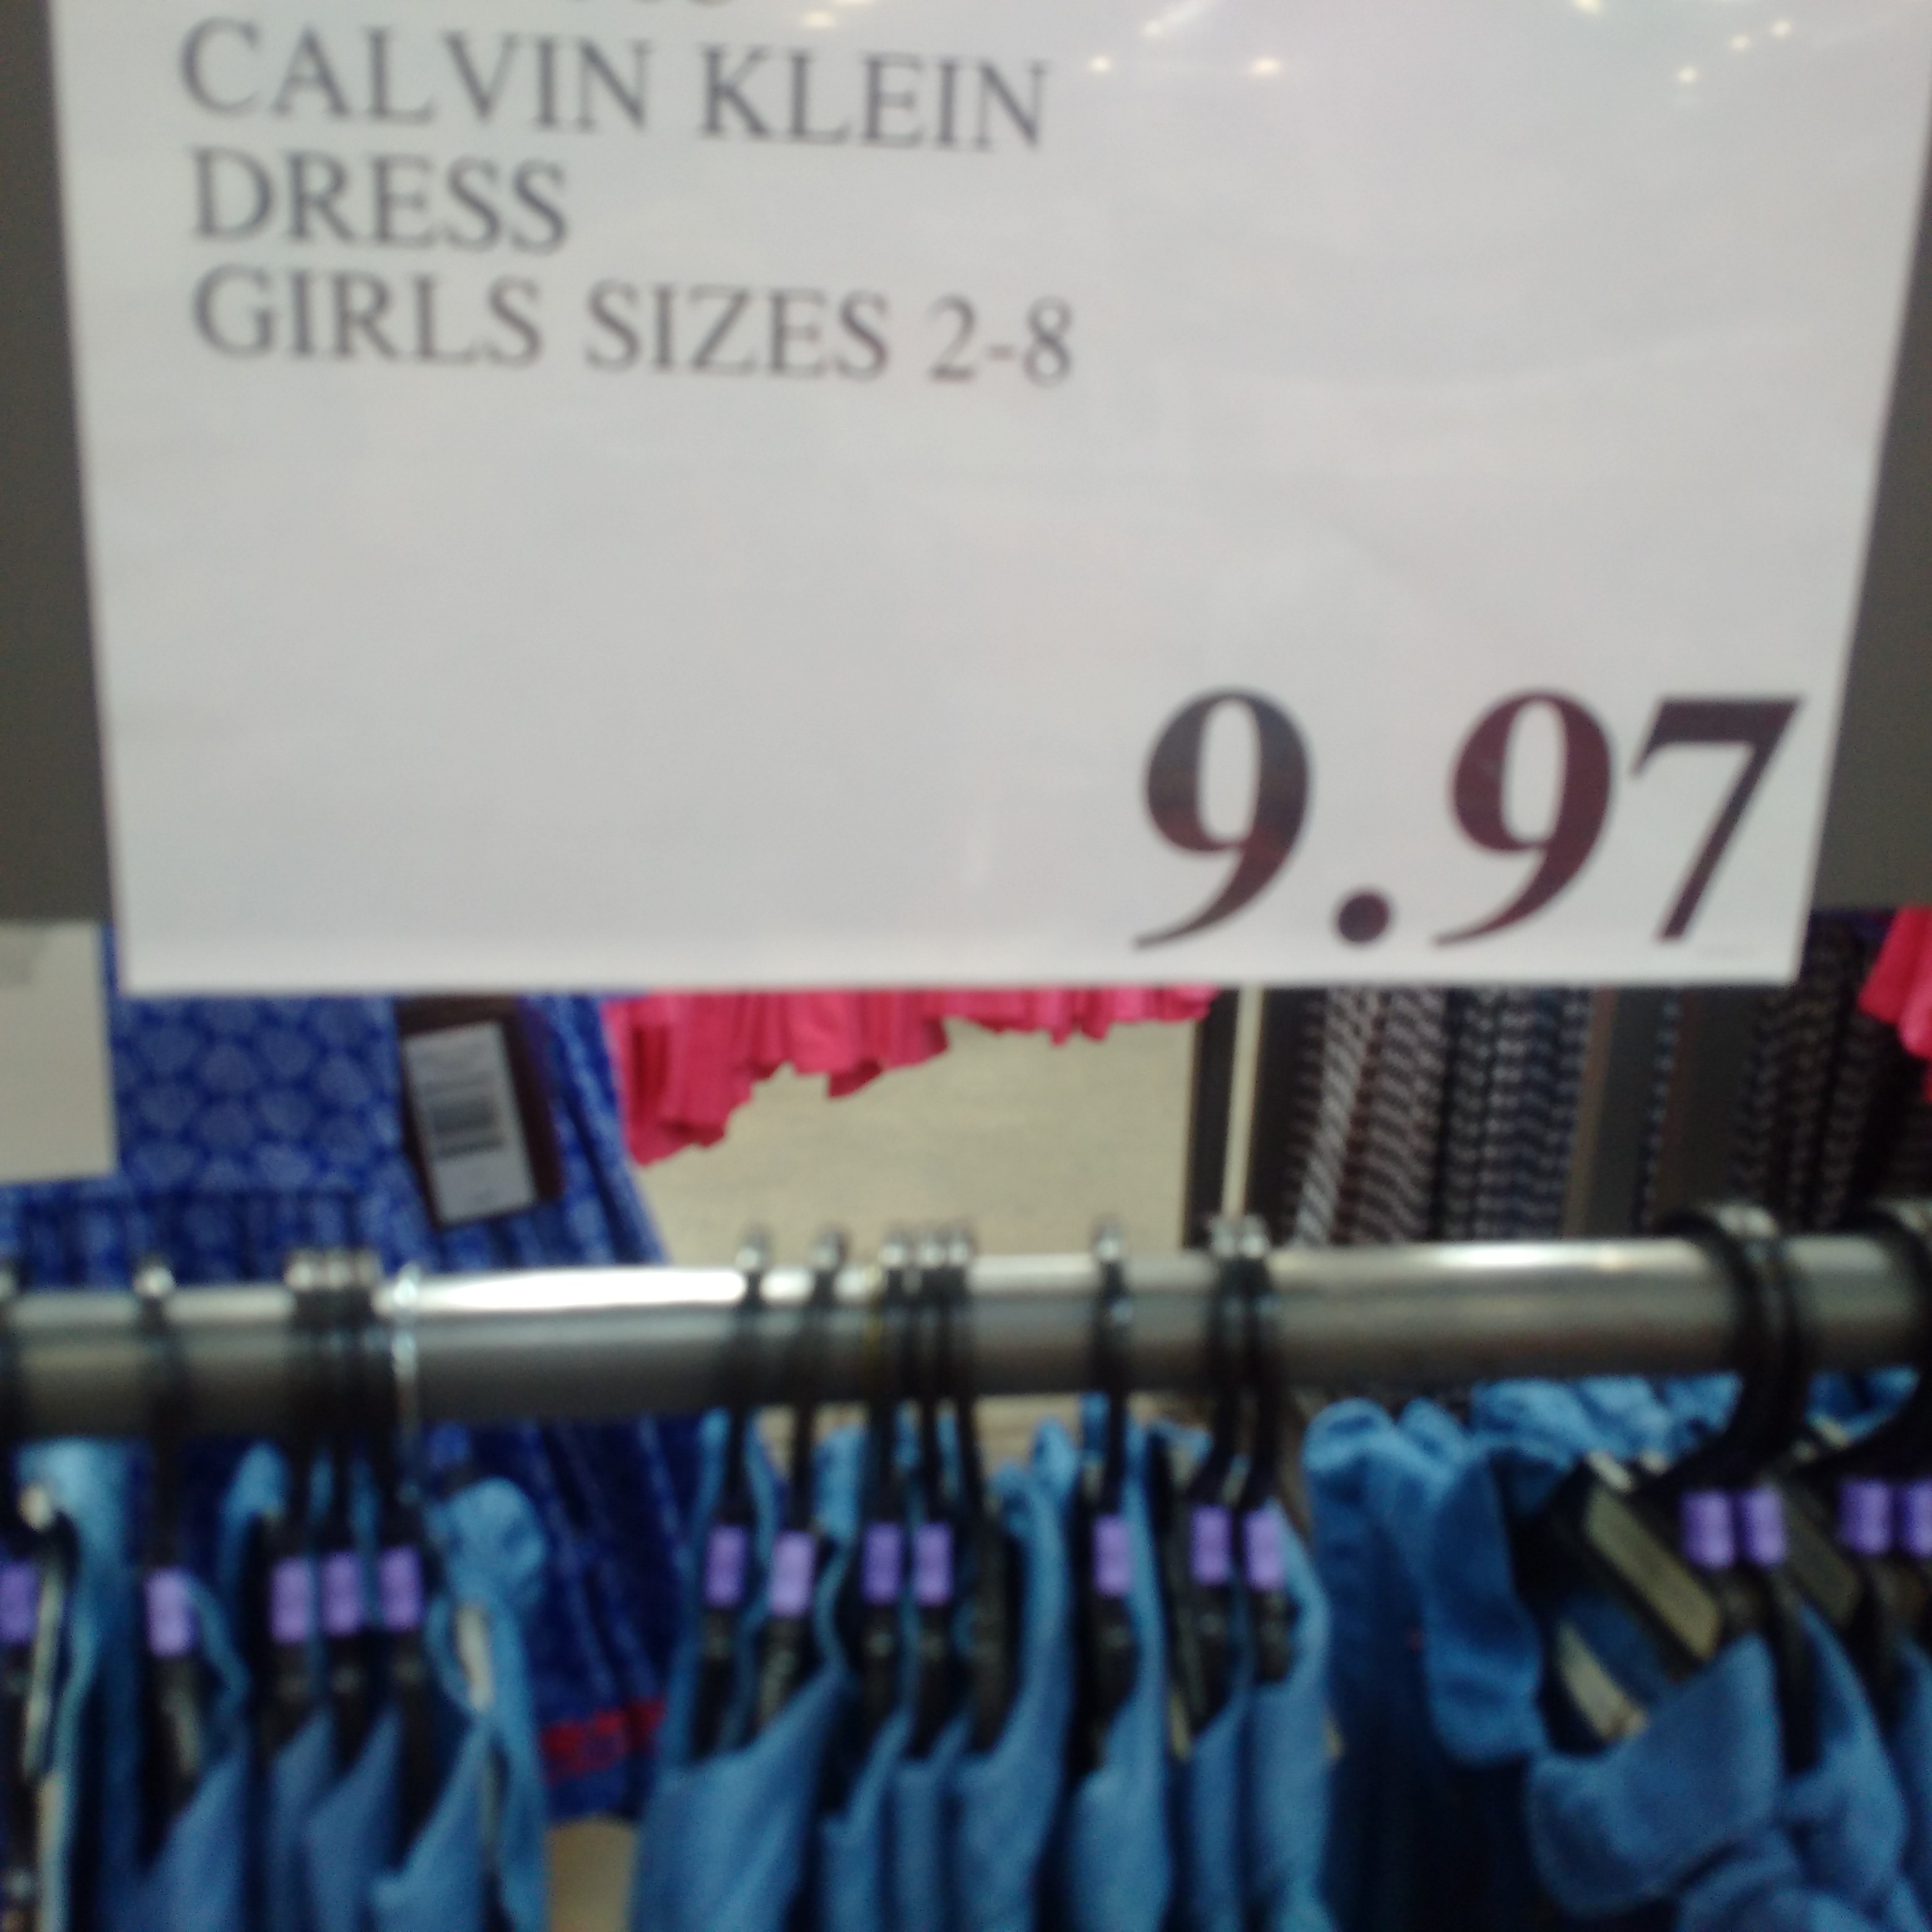 CALVIN KLEIN
DRESS
GIRLS SIZES 2-8
9.97